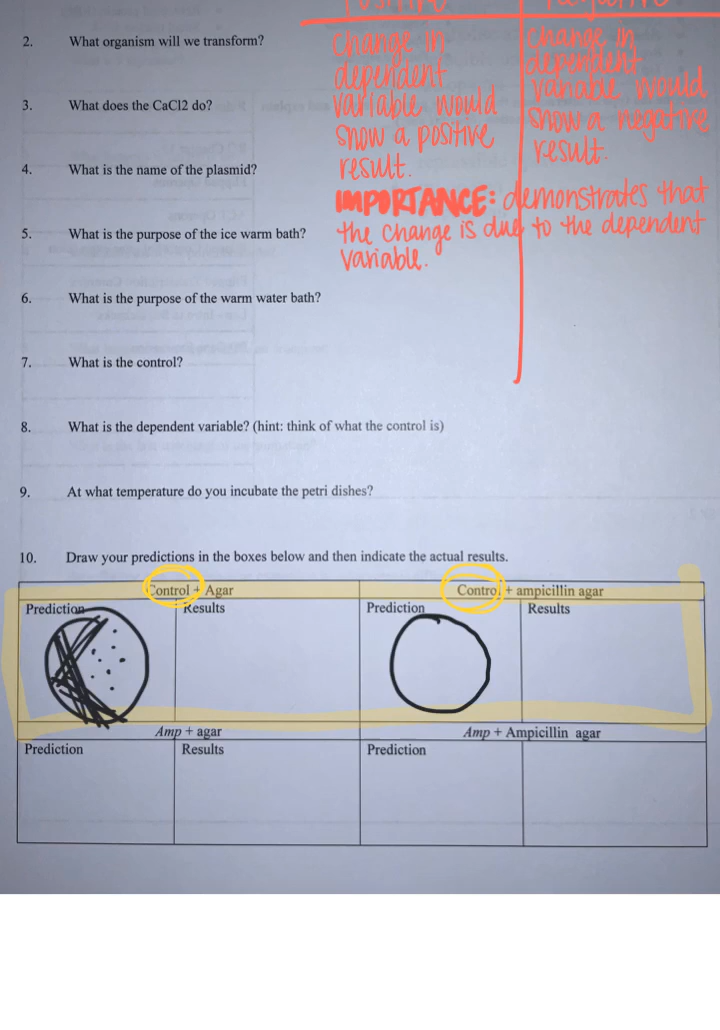 Positive Negative
2. What organism will we transform?
change in dependent variable would show a positive result.
change in dependent variable would show a negative result.
3. What does the CaCl2 do?
4. What is the name of the plasmid?
IMPORTANCE: demonstrates that
the change is due to the dependent
variable.
5. What is the purpose of the ice warm bath?
6. What is the purpose of the warm water bath?
7. What is the control?
8. What is the dependent variable? (hint: think of what the control is)
9. At what temperature do you incubate the petri dishes?
10. Draw your predictions in the boxes below and then indicate the actual results.
Control + Agar Control + ampicillin agar
Prediction Results Prediction Results
Amp + agar Amp + Ampicillin agar
Prediction Results Prediction